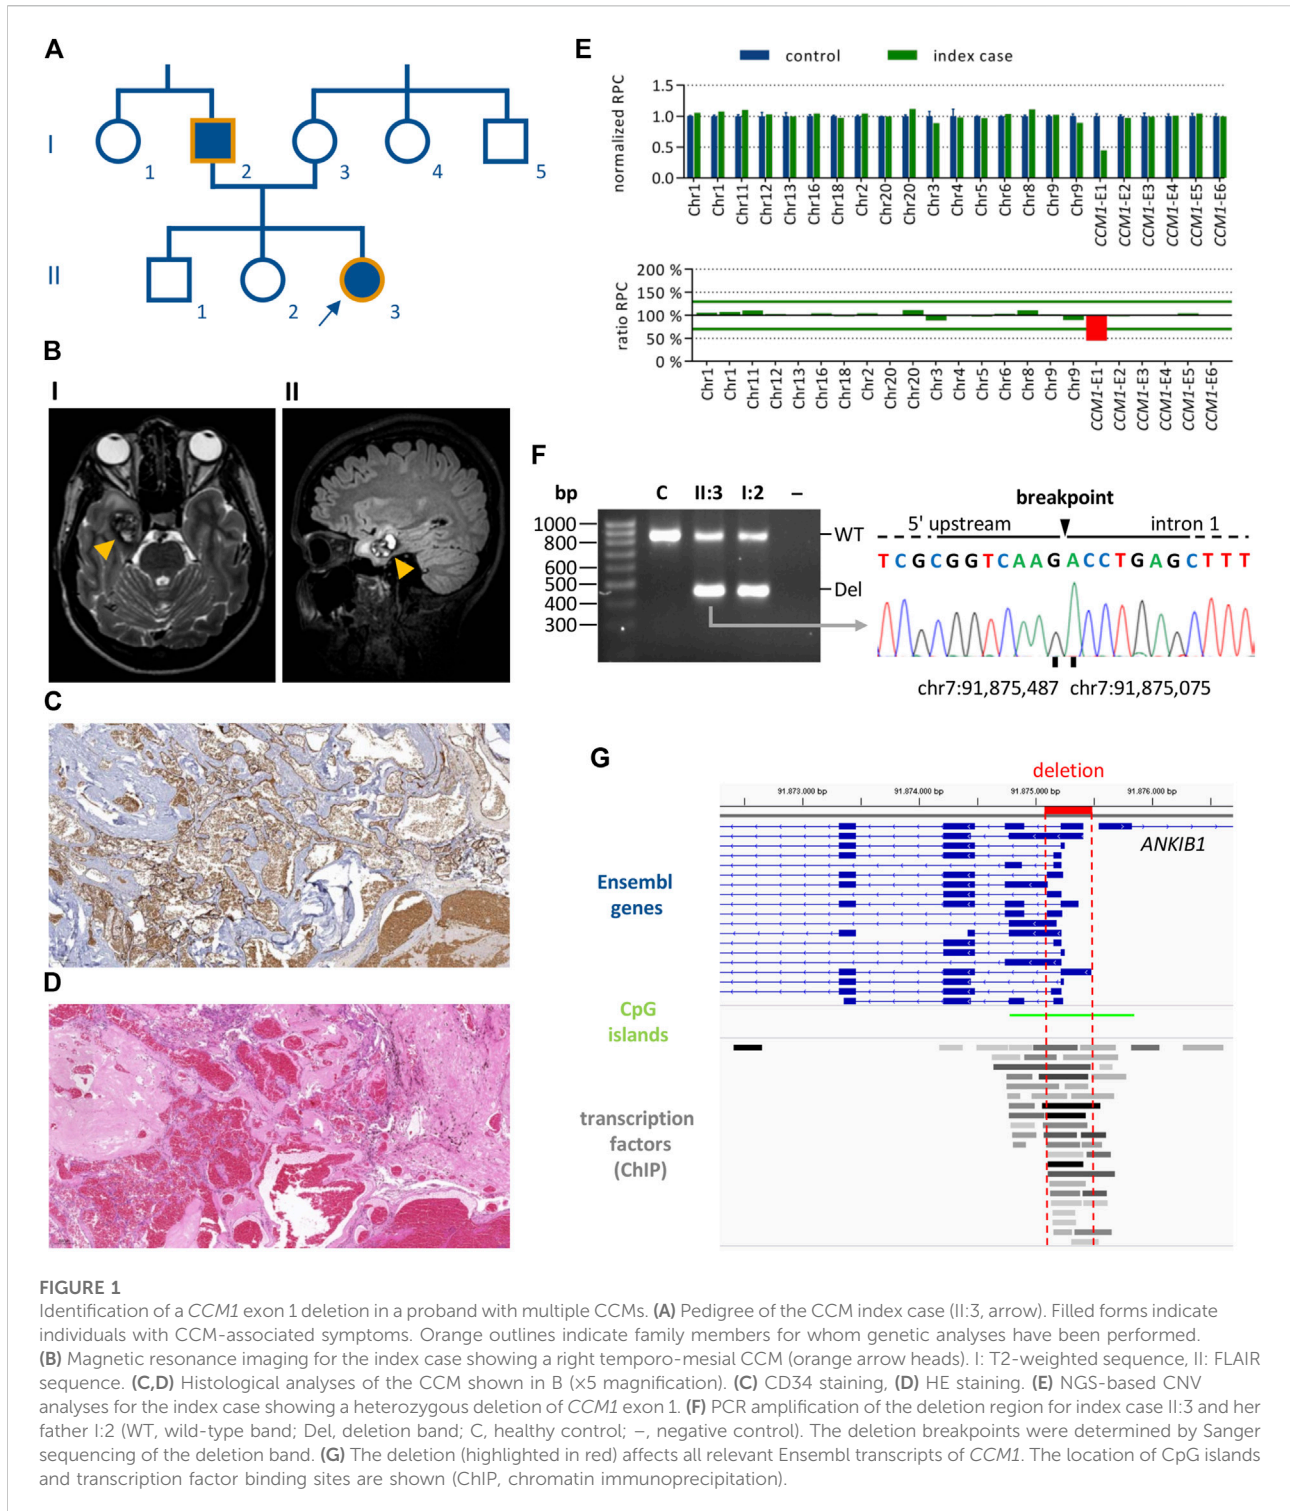 A
I
1
2
3
4
5
II
1
2
3
B
I
II
C
D
E
control
index case
normalized RPC
1.5
1.0
0.5
0.0
Chr1
Chr1
Chr11
Chr12
Chr13
Chr16
Chr18
Chr2
Chr20
Chr20
Chr3
Chr4
Chr5
Chr6
Chr8
Chr9
Chr9
CCM1-E1
CCM1-E2
CCM1-E3
CCM1-E4
CCM1-E5
CCM1-E6
ratio RPC
200 %
150 %
100 %
50 %
0 %
Chr1
Chr1
Chr11
Chr12
Chr13
Chr16
Chr18
Chr2
Chr20
Chr20
Chr3
Chr4
Chr5
Chr6
Chr8
Chr9
Chr9
CCM1-E1
CCM1-E2
CCM1-E3
CCM1-E4
CCM1-E5
CCM1-E6
F
bp
C
II:3
I:2
–
1000
800
600
500
400
300
WT
Del
breakpoint
5' upstream
intron 1
TCGCGGTCAAGACCTGAGCTTT
chr7:91,875,487
chr7:91,875,075
G
deletion
91.873.000 bp
91.874.000 bp
91.875.000 bp
91.876.000 bp
ANKIB1
Ensembl
genes
CpG
islands
transcription
factors
(ChIP)
FIGURE 1
Identification of a CCM1 exon 1 deletion in a proband with multiple CCMs. (A) Pedigree of the CCM index case (II:3, arrow). Filled forms indicate
individuals with CCM-associated symptoms. Orange outlines indicate family members for whom genetic analyses have been performed.
(B) Magnetic resonance imaging for the index case showing a right temporo-mesial CCM (orange arrow heads). I: T2-weighted sequence, II: FLAIR
sequence. (C,D) Histological analyses of the CCM shown in B (×5 magnification). (C) CD34 staining, (D) HE staining. (E) NGS-based CNV
analyses for the index case showing a heterozygous deletion of CCM1 exon 1. (F) PCR amplification of the deletion region for index case II:3 and her
father I:2 (WT, wild-type band; Del, deletion band; C, healthy control; –, negative control). The deletion breakpoints were determined by Sanger
sequencing of the deletion band. (G) The deletion (highlighted in red) affects all relevant Ensembl transcripts of CCM1. The location of CpG islands
and transcription factor binding sites are shown (ChIP, chromatin immunoprecipitation).